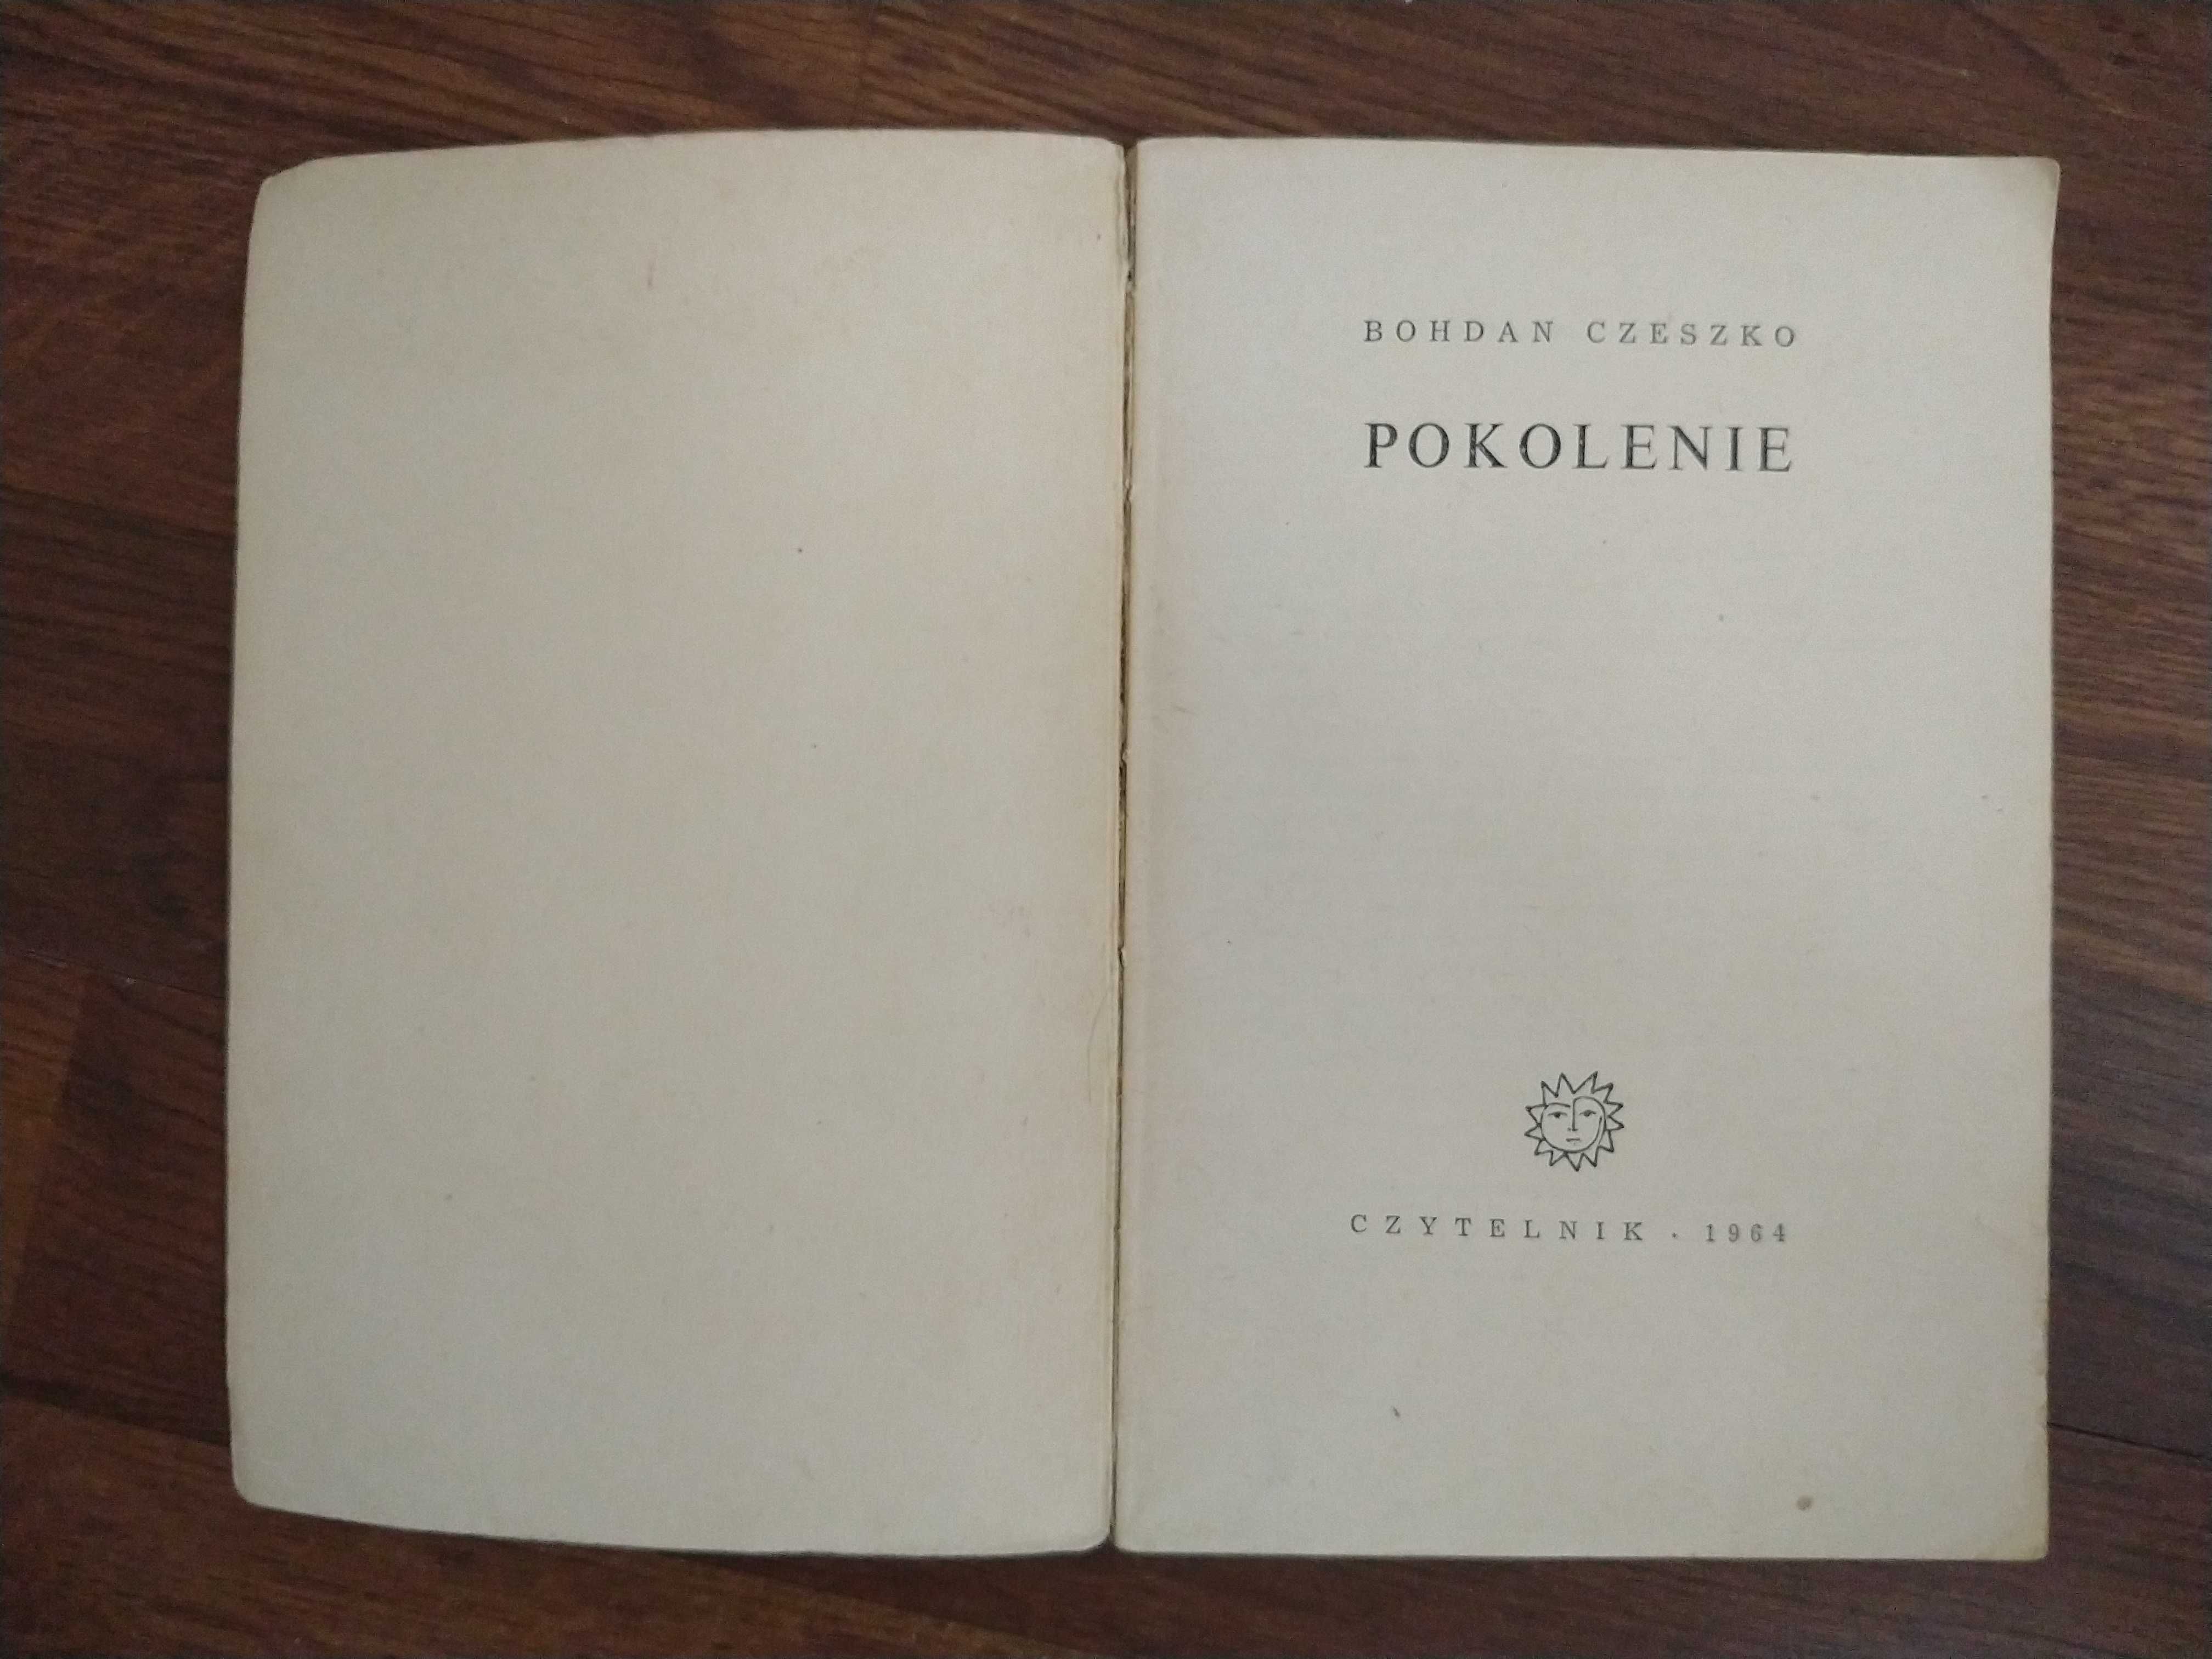 BOHDAN CZESZKO
POKOLENIE
CZYTELNIK · 1964